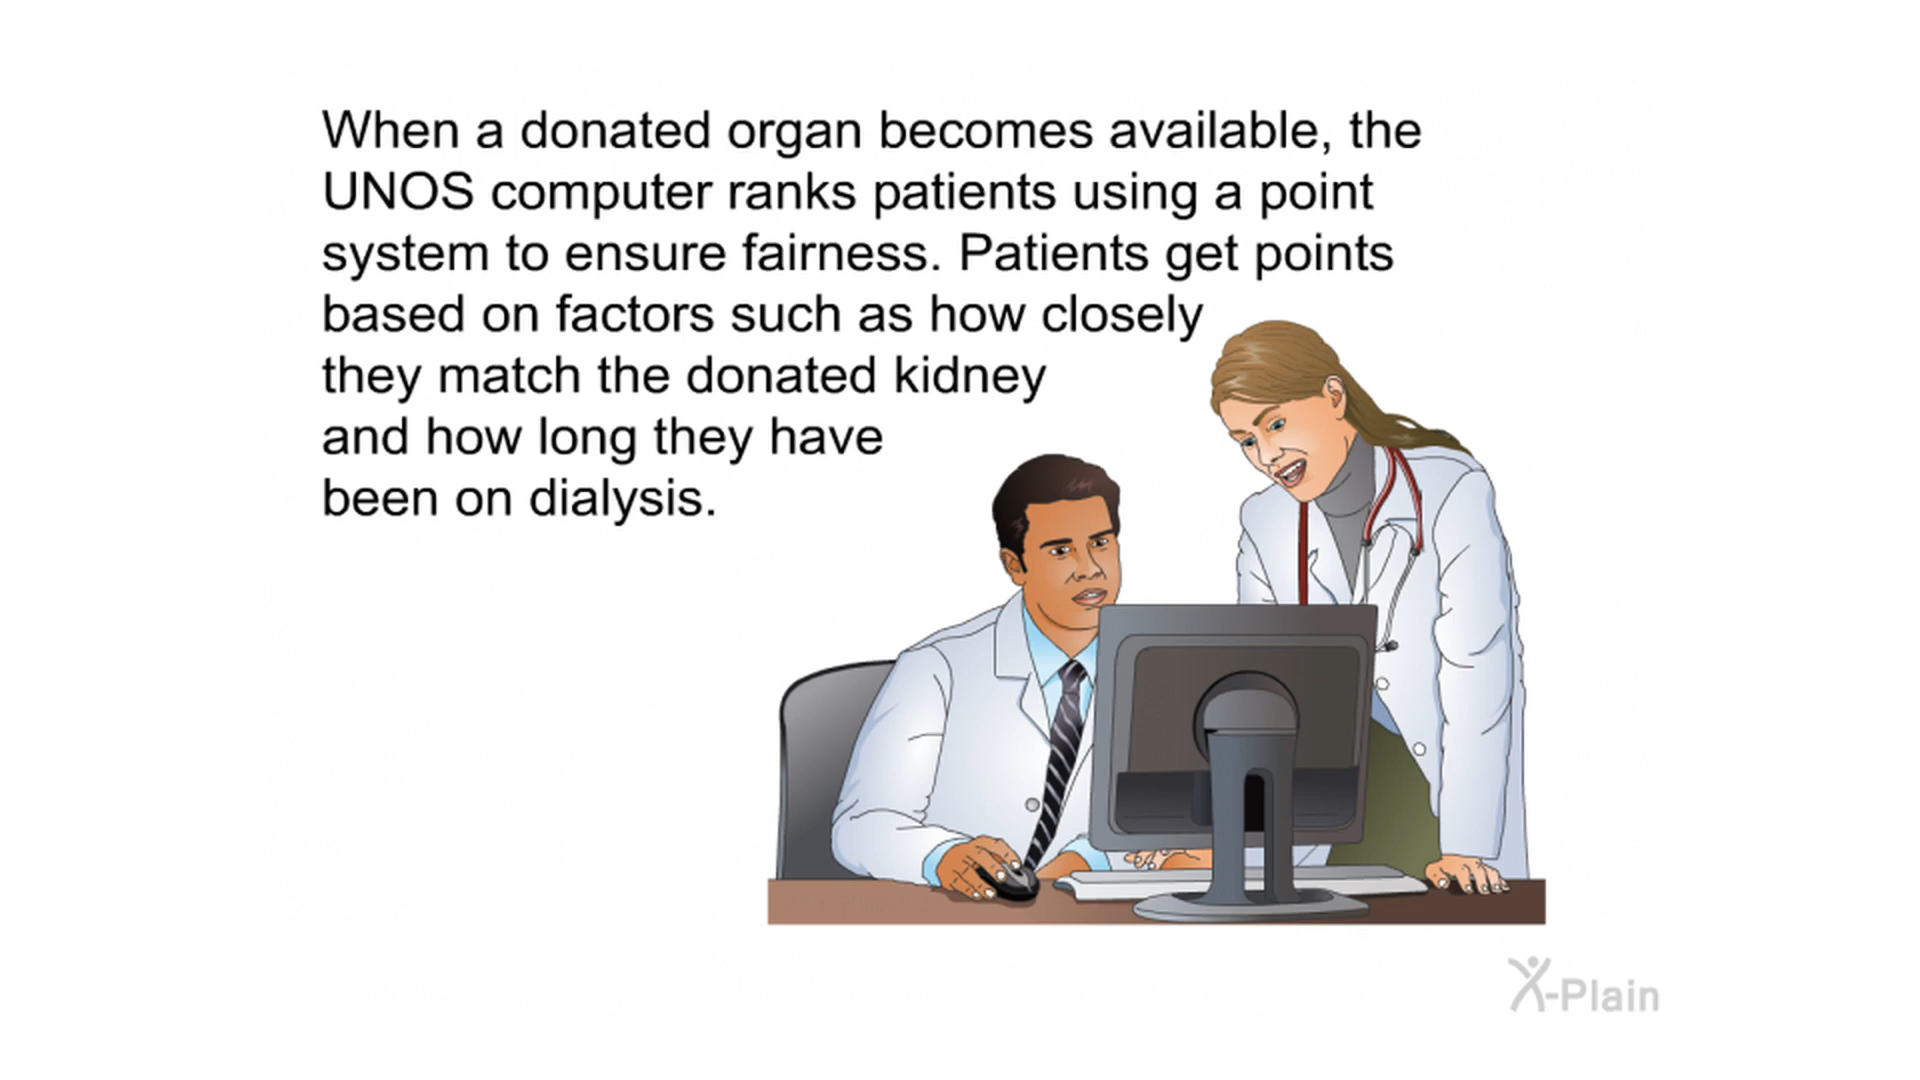 When a donated organ becomes available, the
UNOS computer ranks patients using a point
system to ensure fairness. Patients get points
based on factors such as how closely
they match the donated kidney
and how long they have
been on dialysis.
X-Plain